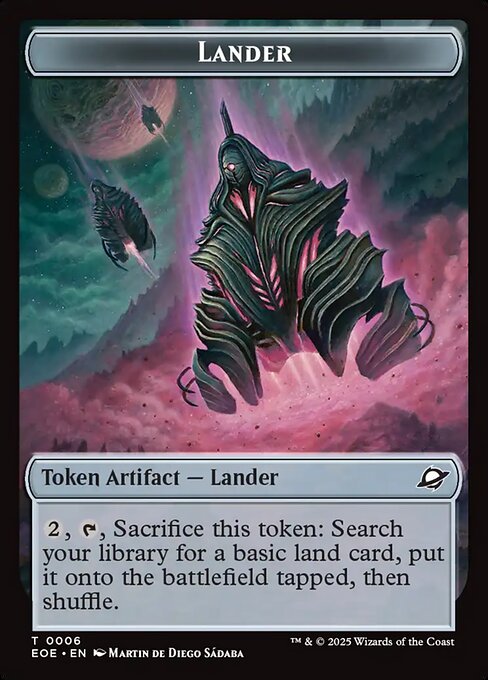 Lander
Token Artifact — Lander
2, Sacrifice this token: Search
your library for a basic land card, put
it onto the battlefield tapped, then
shuffle.
T 0006
EOE • EN Martin de Diego Sádaba
™ & © 2025 Wizards of the Coast